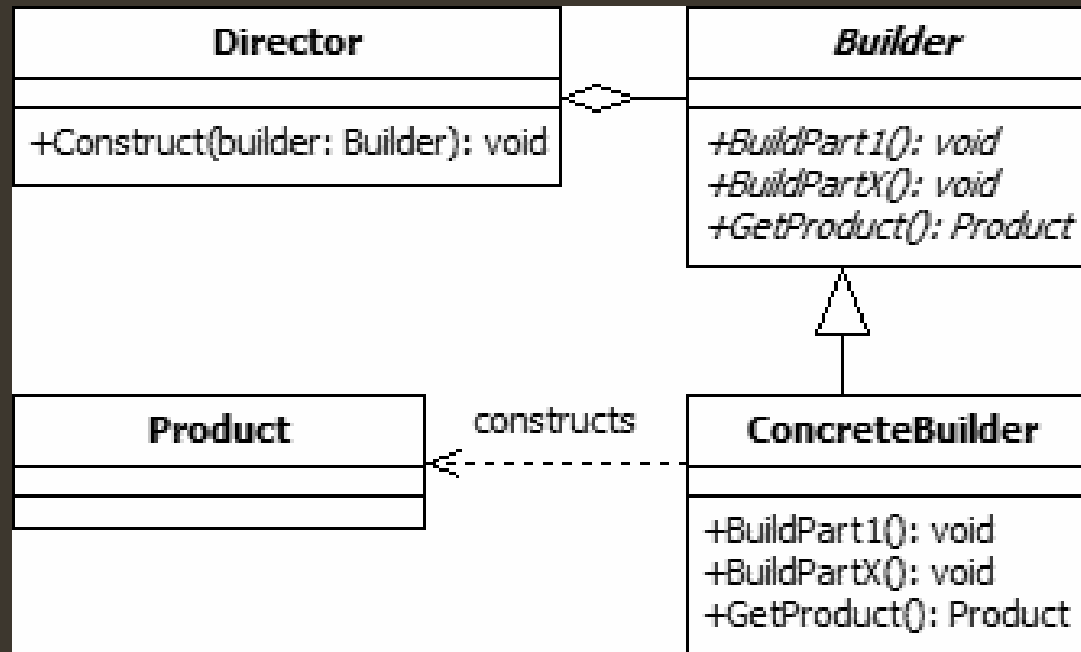 Director
+Construct(builder: Builder): void
Builder
+BuildPart1(): void
+BuildPartX(): void
+GetProduct(): Product
Product
constructs
ConcreteBuilder
+BuildPart1(): void
+BuildPartX(): void
+GetProduct(): Product